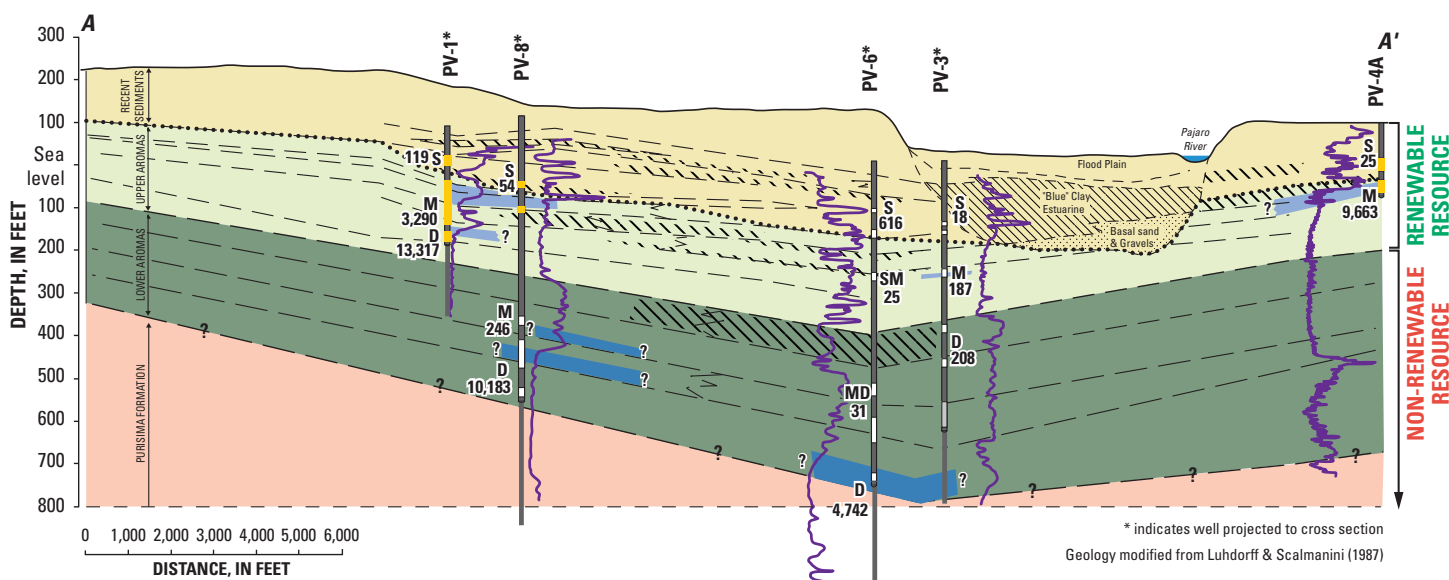 A
A'
PV-1*
PV-8*
PV-6*
PV-3*
PV-4A
DEPTH, IN FEET
300
200
100
Sea
level
100
200
300
400
500
600
700
800
RECENT
SEDIMENTS
UPPER AROMAS
LOWER AROMAS
PURISIMA FORMATION
119 S
M
3,290
D
13,317
?
S
54
M
246
?
?
?
?
D
10,183
S
616
SM
25
MD
31
D
4,742
S
18
M
187
D
208
Flood Plain
"Blue" Clay
Estuarine
Basal sand
& Gravels
Pajaro
River
S
25
M
9,663
?
?
?
?
?
?
?
?
?
?
?
RENEWABLE
RESOURCE
NON-RENEWABLE
RESOURCE
0 1,000 2,000 3,000 4,000 5,000 6,000
DISTANCE, IN FEET
* indicates well projected to cross section
Geology modified from Luhdorff & Scalmanini (1987)